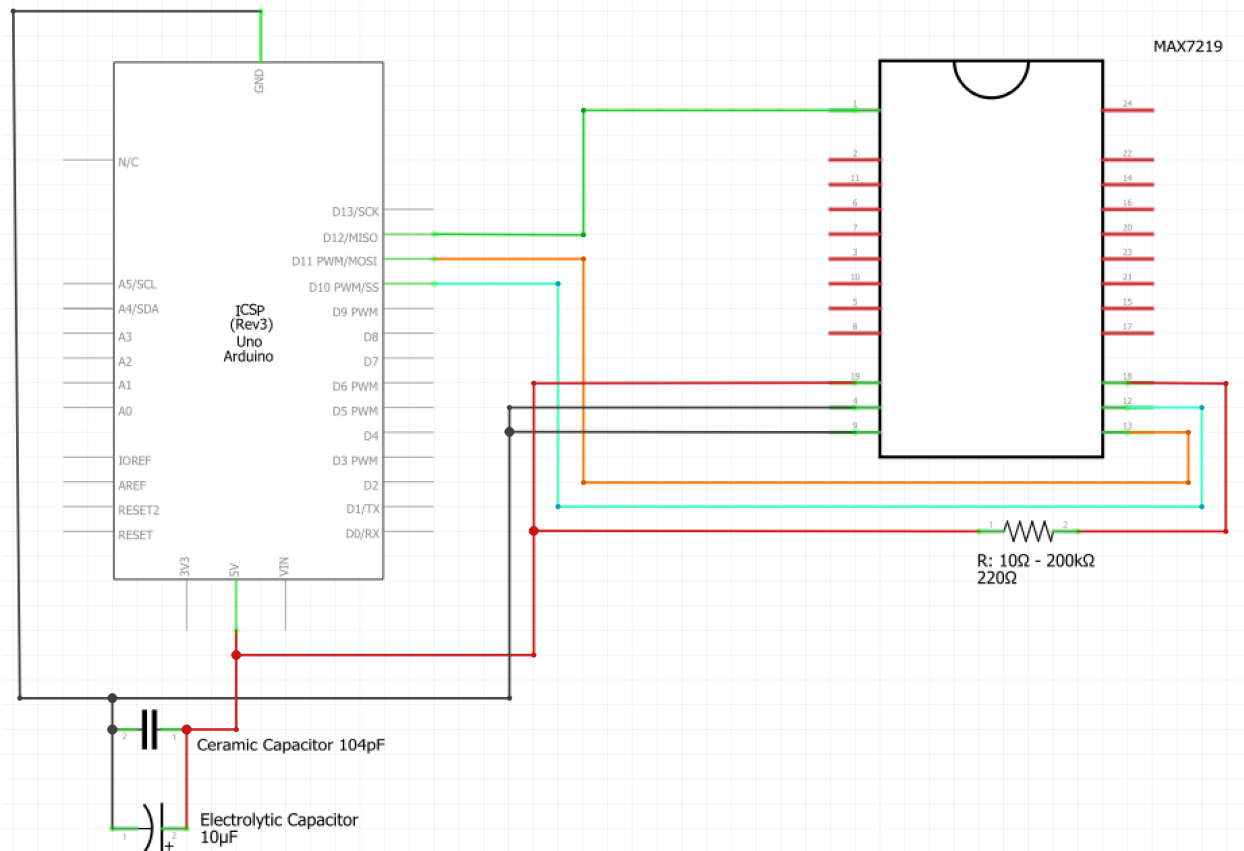 MAX7219
GND
N/C
A5/SCL
A4/SDA
A3
A2
A1
A0
IOREF
AREF
RESET2
RESET
ICSP
(Rev3)
Uno
Arduino
D13/SCK
D12/MISO
D11 PWM/MOSI
D10 PWM/SS
D9 PWM
D8
D7
D6 PWM
D5 PWM
D4
D3 PWM
D2
D1/TX
D0/RX
3V3
5V
VIN
1
2
11
6
7
3
10
5
8
19
4
9
24
22
14
16
20
23
21
15
17
18
12
13
1
2
R: 10Ω - 200kΩ
220Ω
2
1
Ceramic Capacitor 104pF
1
2
+
Electrolytic Capacitor
10µF